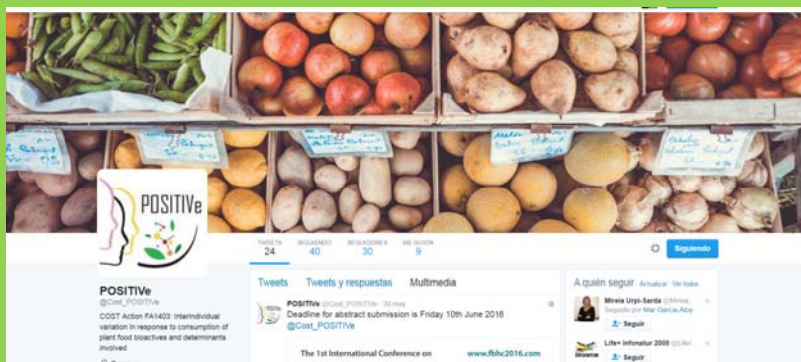 POSITIVe
TWEETS SIGUIENDO SEGUIDORES ME GUSTA
24 40 30 9
Siguiendo
POSITIVe
@Cost_POSITIVe
COST Action FA1403: Interindividual
variation in response to consumption of
plant food bioactives and determinants
involved
Tweets Tweets y respuestas Multimedia
POSITIVe @Cost_POSITIVe · 30 may.
Deadline for abstract submission is Friday 10th June 2016
@Cost_POSITIVe
The 1st International Conference on www.fbhc2016.com
A quién seguir Actualizar Ver todos
Mireia Urpi-Sarda
Seguido por Mar Garcia-Aloy
Seguir
Life+ Infonatur 2000
Seguir